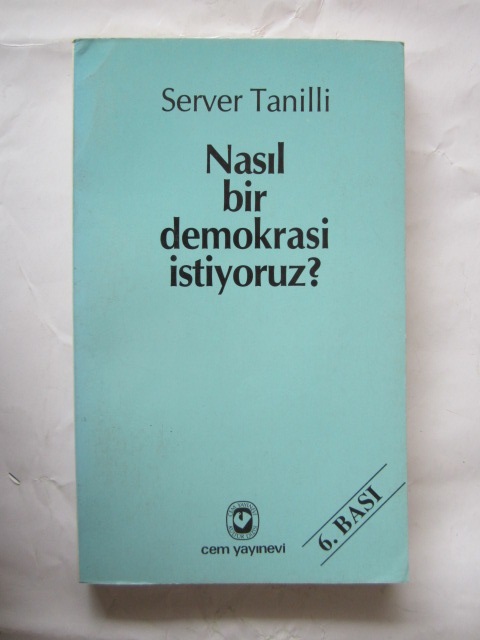 Server Tanilli
Nasıl
bir
demokrasi
istiyoruz?
6. BASI
cem yayınevi